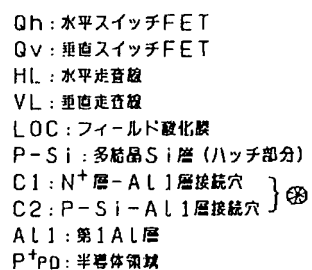 Qh:水平スイッチFET
Qv:垂直スイッチFET
HL:水平走査線
VL:垂直走査線
LOC:フィールド酸化膜
P-Si:多結晶Si層(ハッチ部分)
C1:N⁺層-Al1層接続穴
C2:P-Si-Al1層接続穴
AL1:第1Al層
P⁺PD:半導体領域